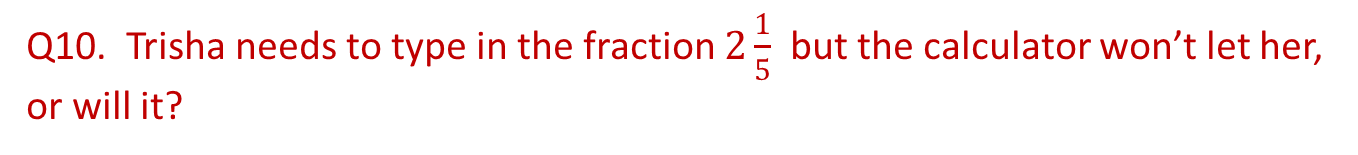 Q10.  Trisha needs to type in the fraction 2 1/5 but the calculator won’t let her,
or will it?